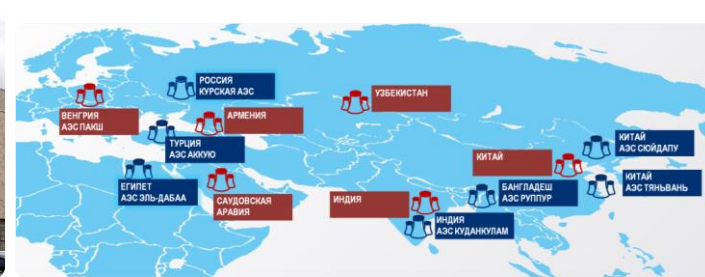 РОССИЯ
КУРСКАЯ АЭС
УЗБЕКИСТАН
ВЕНГРИЯ
АЭС ПАКШ
АРМЕНИЯ
ТУРЦИЯ
АЭС АККУЮ
КИТАЙ
АЭС СЮЙДАПУ
КИТАЙ
ЕГИПЕТ
АЭС ЭЛЬ-ДАБАА
САУДОВСКАЯ
АРАВИЯ
ИНДИЯ
БАНГЛАДЕШ
АЭС РУППУР
КИТАЙ
АЭС ТЯНЬВАНЬ
ИНДИЯ
АЭС КУДАНКУЛАМ